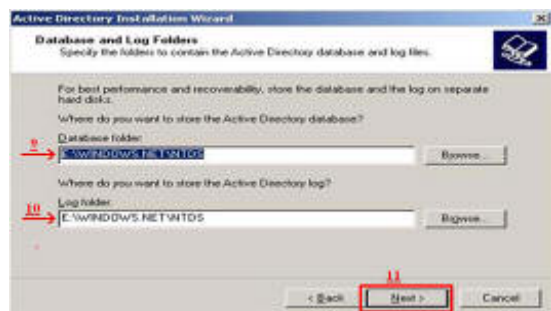 Active Directory Installation Wizard
Database and Log Folders
Specify the folders to contain the Active Directory database and log files.
For best performance and recoverability, store the database and the log on separate
hard disks.
Where do you want to store the Active Directory database?
Database folder:
9
E:\WINDOWS.NET\NTDS
Browse...
Where do you want to store the Active Directory log?
Log folder:
10
E:\WINDOWS.NET\NTDS
Browse...
11
< Back
Next >
Cancel